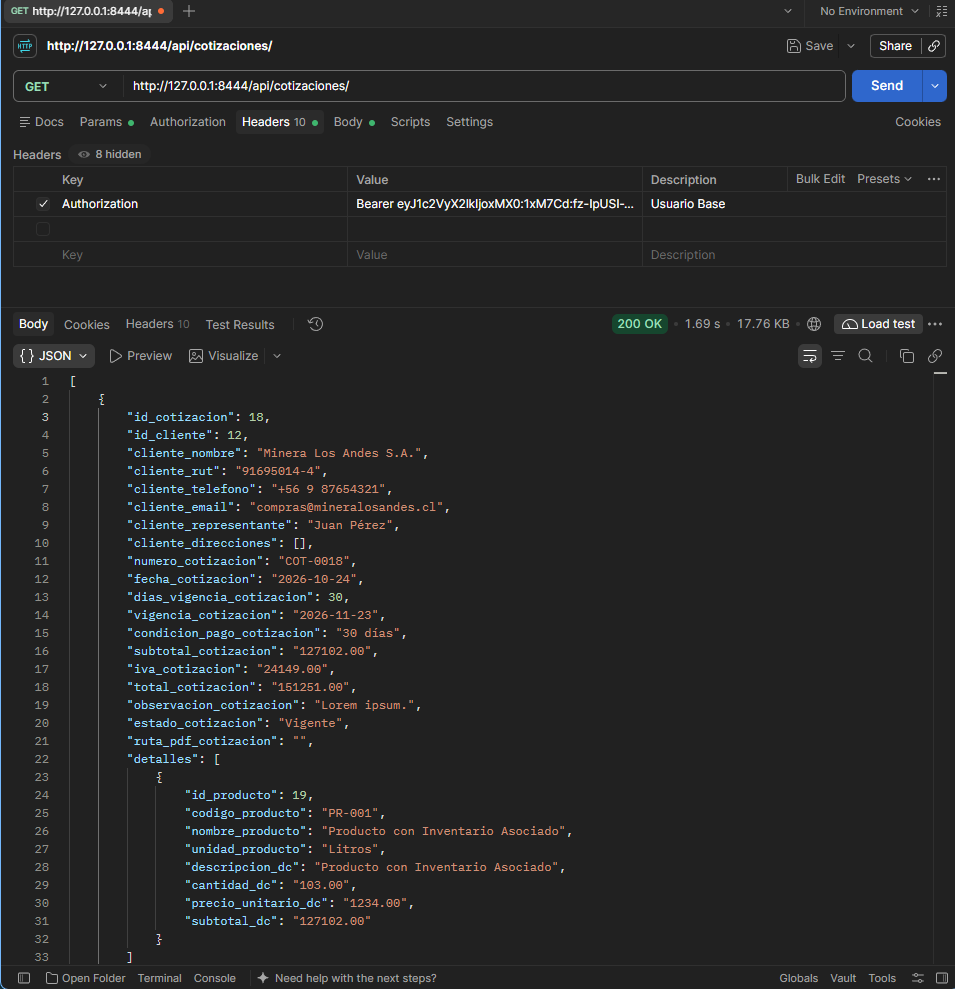 GET http://127.0.0.1:8444/ap
No Environment
HTTP http://127.0.0.1:8444/api/cotizaciones/
Save
Share
GET
http://127.0.0.1:8444/api/cotizaciones/
Send
Docs Params Authorization Headers 10 Body Scripts Settings Cookies
Headers 8 hidden
Key Value Description Bulk Edit Presets
Authorization Bearer eyJ1c2VyX2lkIjoxMX0:1xM7Cd:fz-IpUSI-... Usuario Base
Key Value Description
Body Cookies Headers 10 Test Results 200 OK 1.69 s 17.76 KB Load test
{} JSON Preview Visualize
1 [
2 {
3 "id_cotizacion": 18,
4 "id_cliente": 12,
5 "cliente_nombre": "Minera Los Andes S.A.",
6 "cliente_rut": "91695014-4",
7 "cliente_telefono": "+56 9 87654321",
8 "cliente_email": "compras@mineralosandes.cl",
9 "cliente_representante": "Juan Pérez",
10 "cliente_direcciones": [],
11 "numero_cotizacion": "COT-0018",
12 "fecha_cotizacion": "2026-10-24",
13 "dias_vigencia_cotizacion": 30,
14 "vigencia_cotizacion": "2026-11-23",
15 "condicion_pago_cotizacion": "30 días",
16 "subtotal_cotizacion": "127102.00",
17 "iva_cotizacion": "24149.00",
18 "total_cotizacion": "151251.00",
19 "observacion_cotizacion": "Lorem ipsum.",
20 "estado_cotizacion": "Vigente",
21 "ruta_pdf_cotizacion": "",
22 "detalles": [
23 {
24 "id_producto": 19,
25 "codigo_producto": "PR-001",
26 "nombre_producto": "Producto con Inventario Asociado",
27 "unidad_producto": "Litros",
28 "descripcion_dc": "Producto con Inventario Asociado",
29 "cantidad_dc": "103.00",
30 "precio_unitario_dc": "1234.00",
31 "subtotal_dc": "127102.00"
32 }
33 ]
Open Folder Terminal Console Need help with the next steps? Globals Vault Tools